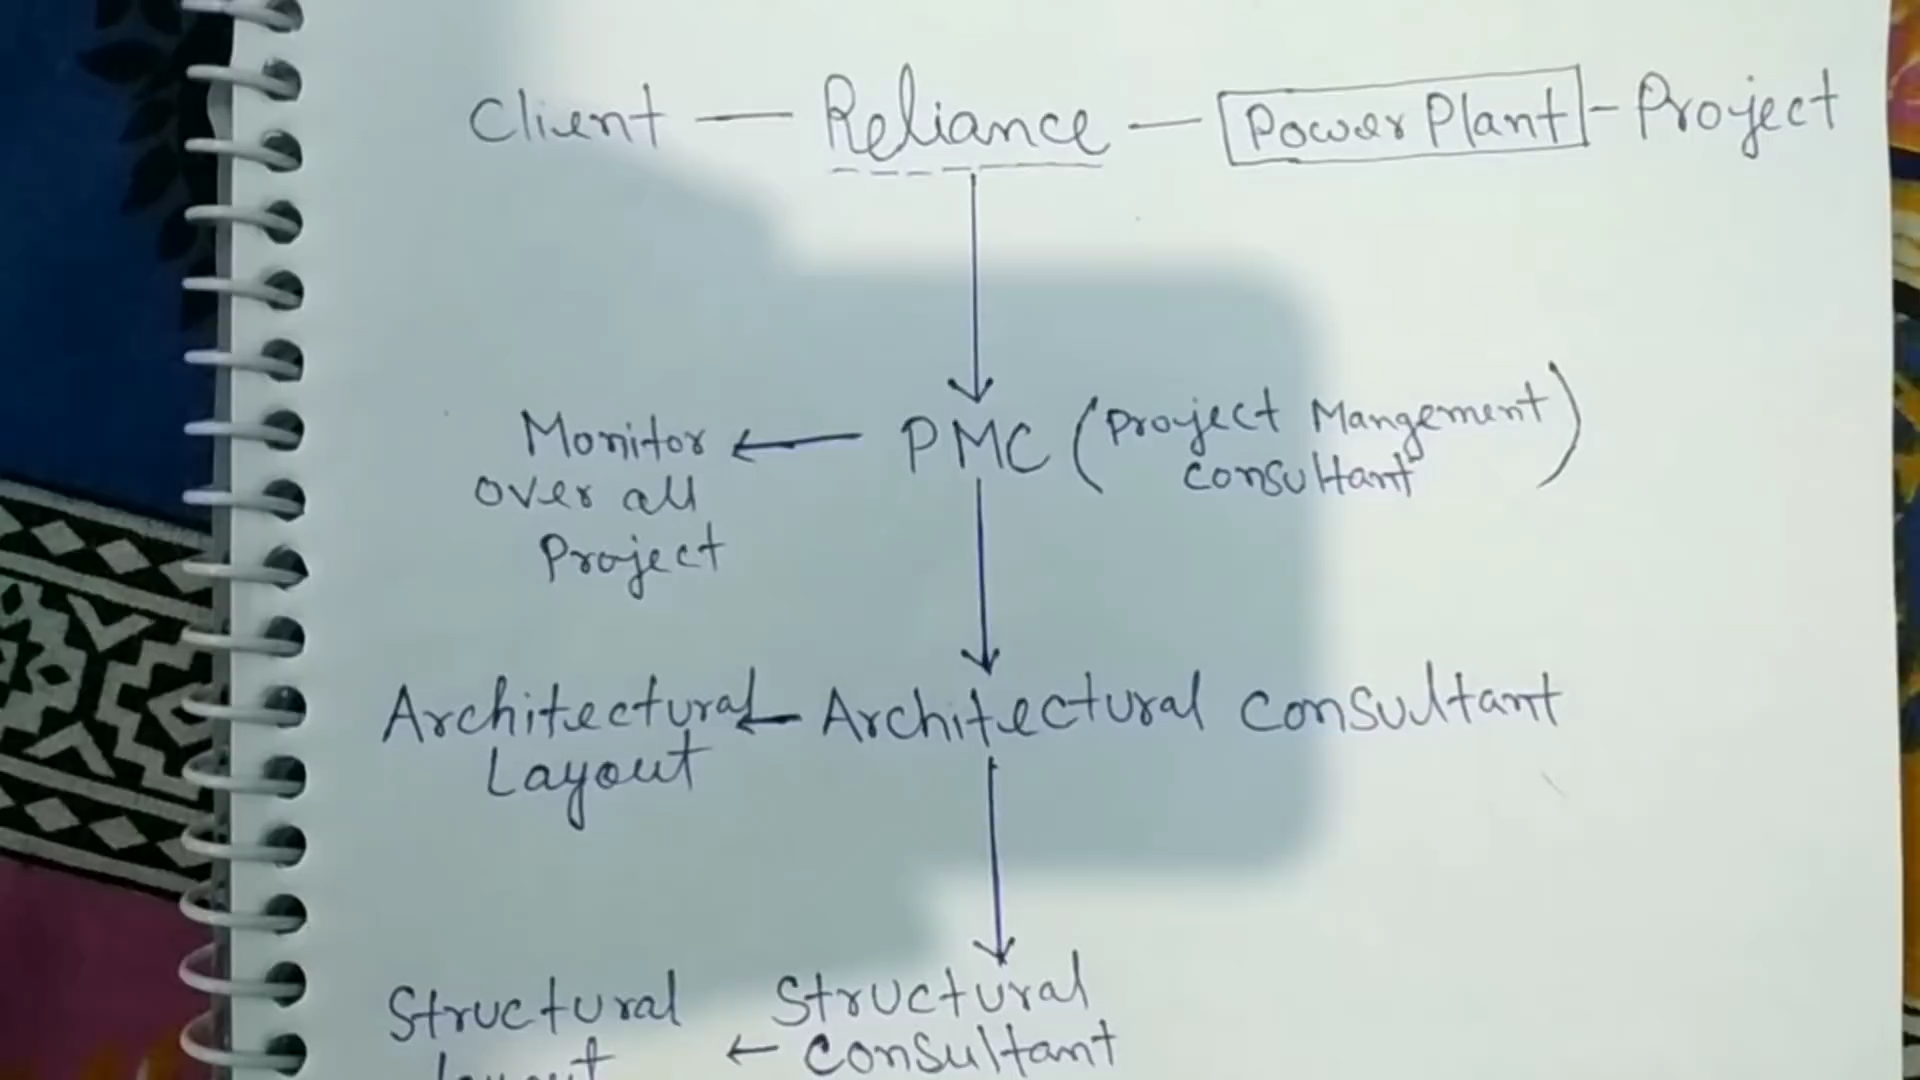 Client — Reliance — Power Plant - Project
Monitor ← PMC (Project Mangement
over all consultant)
Project
Architectural ← Architectural consultant
Layout
Structural Structural
layout ← consultant